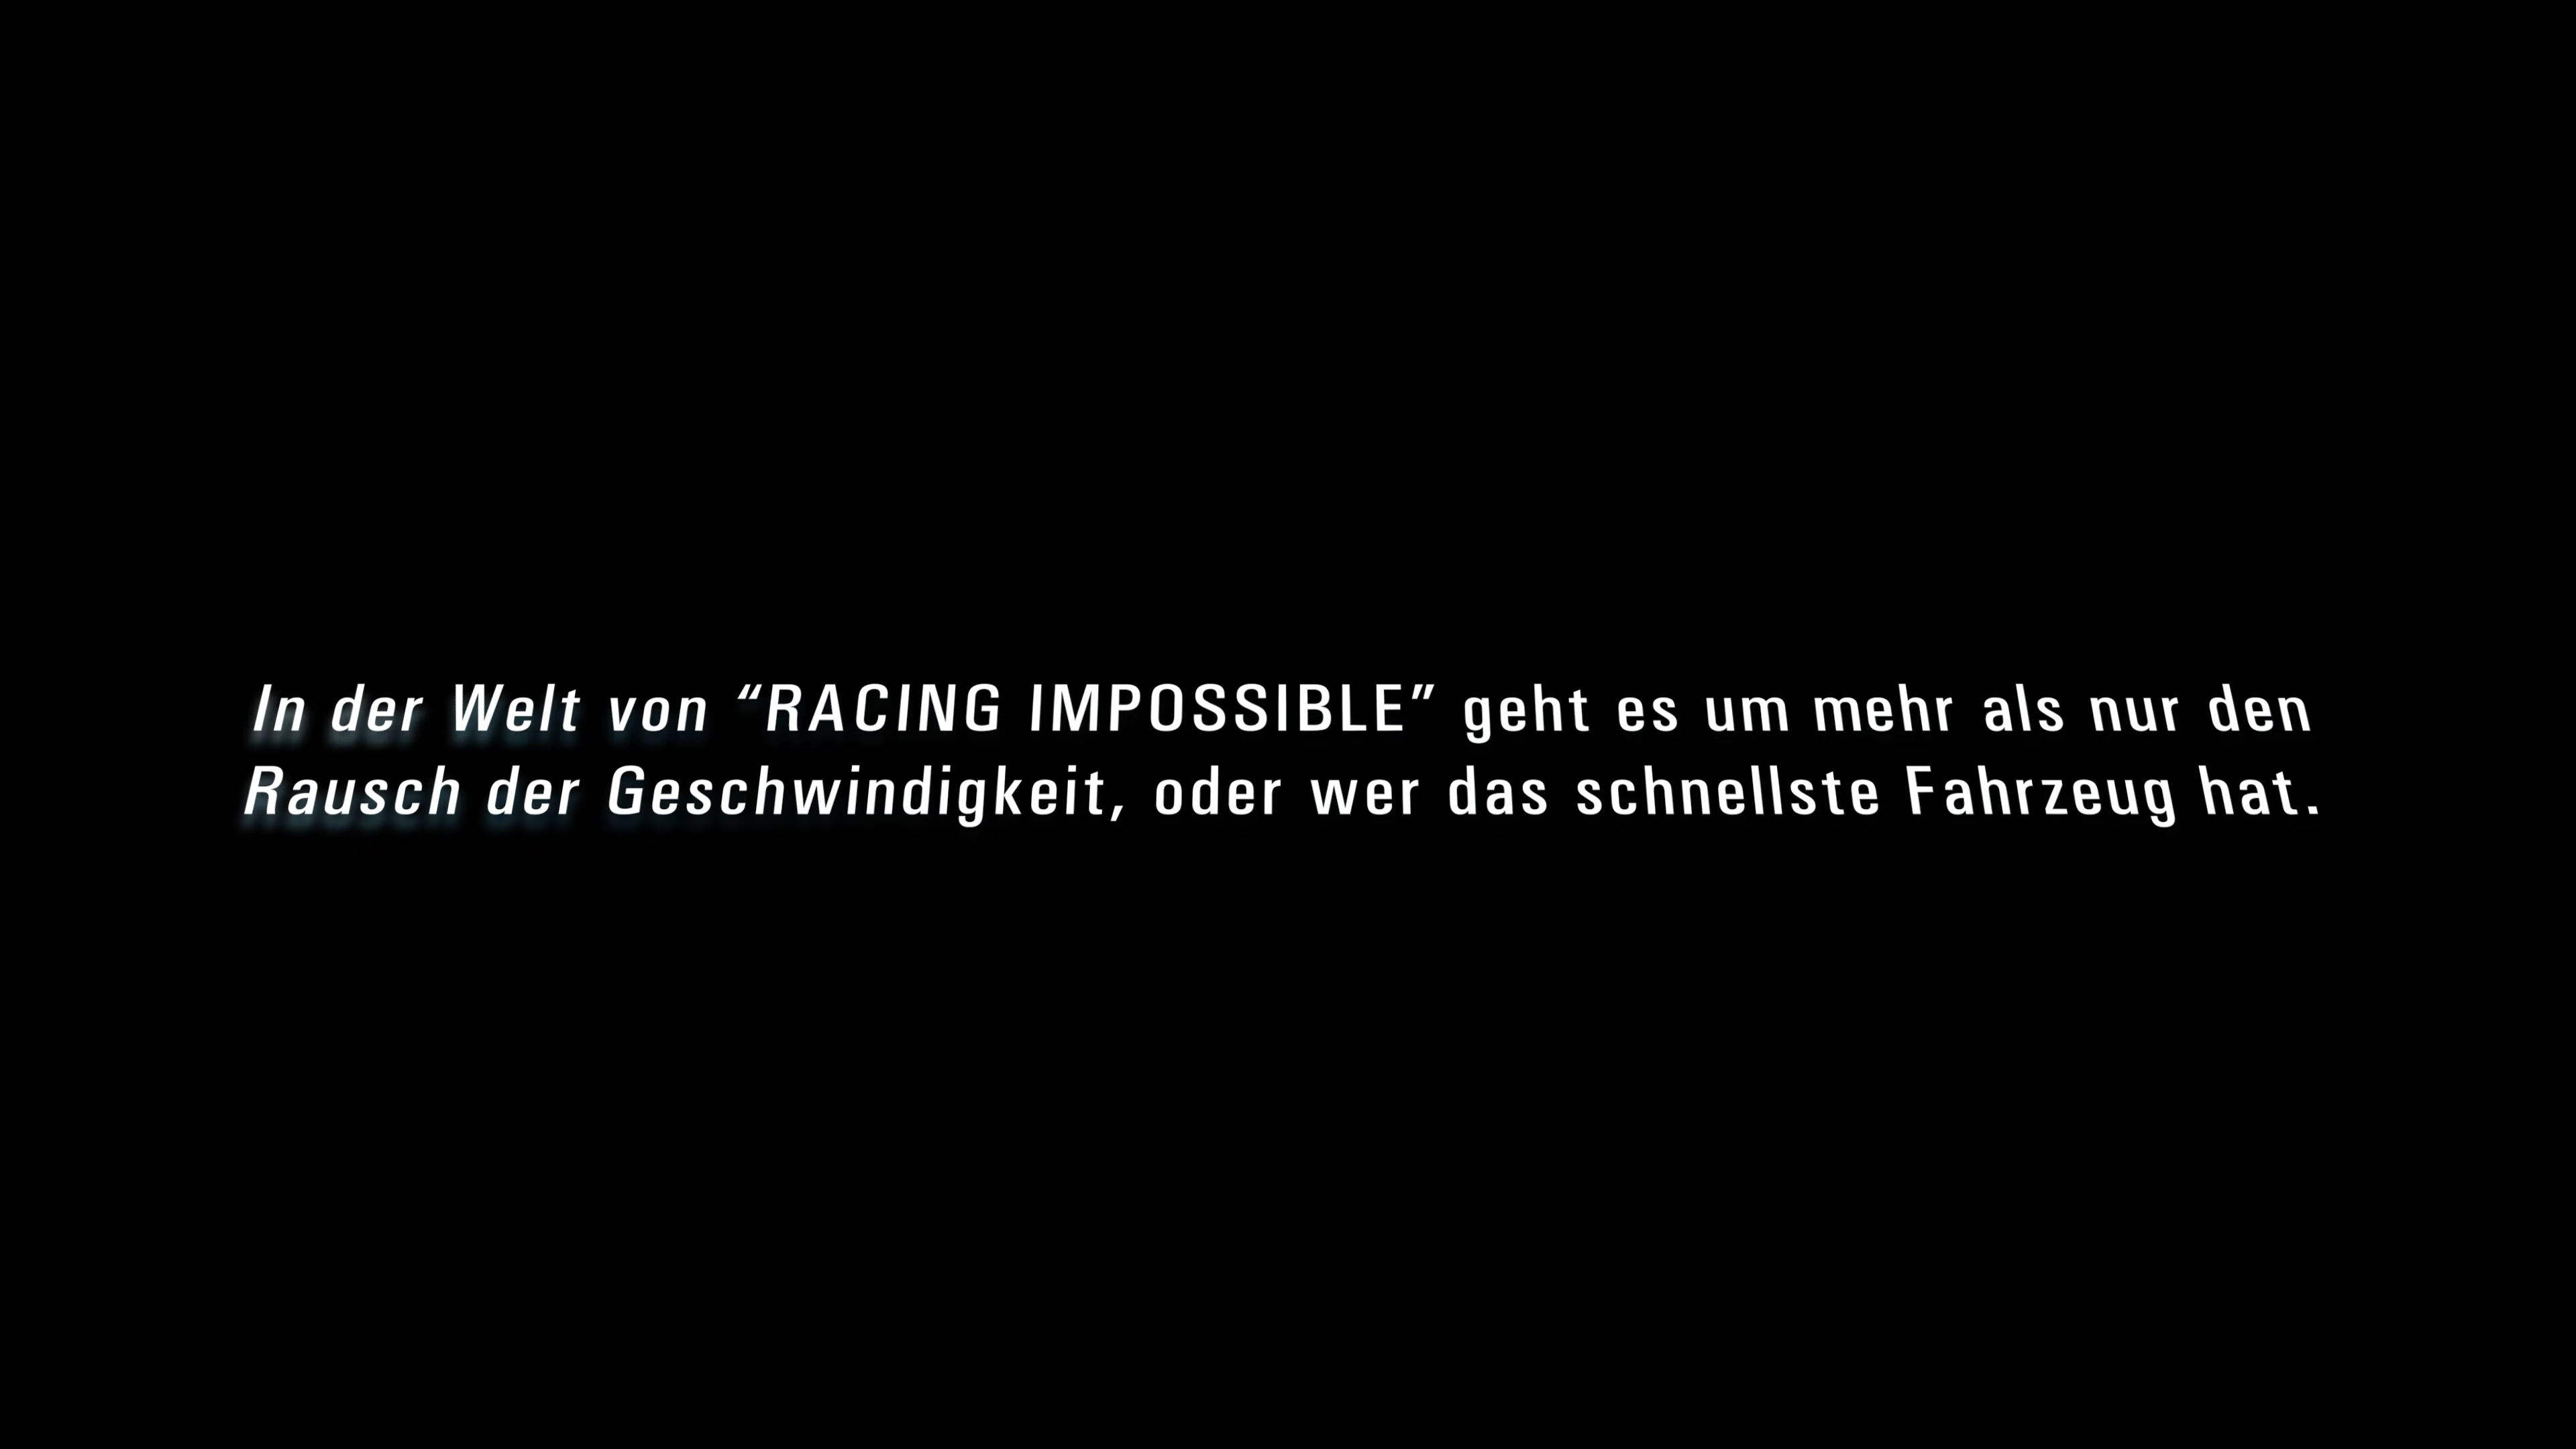 In der Welt von “RACING IMPOSSIBLE” geht es um mehr als nur den
Rausch der Geschwindigkeit, oder wer das schnellste Fahrzeug hat.